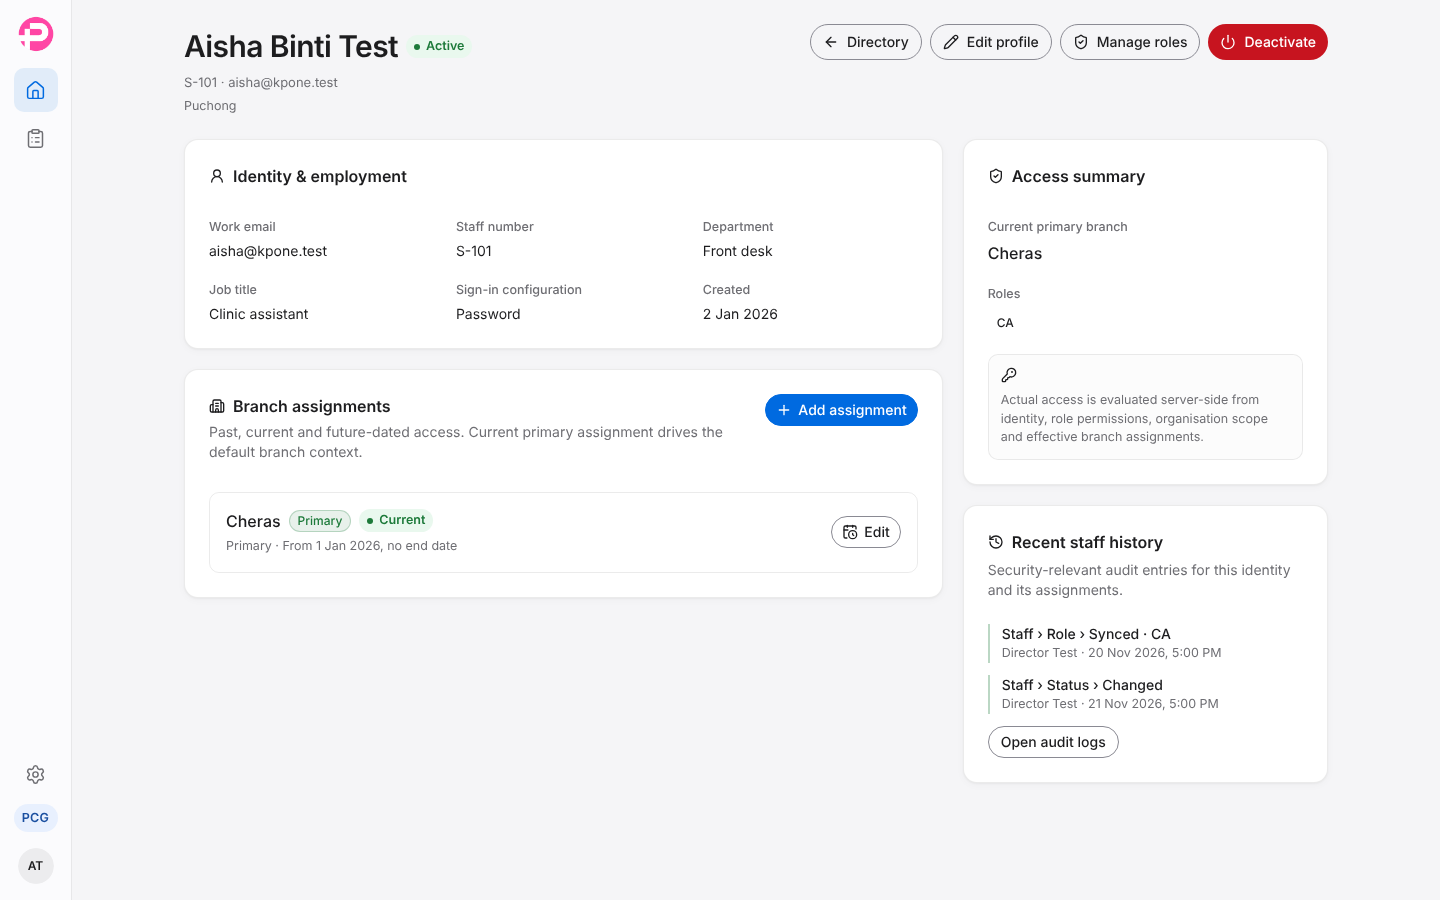 Aisha Binti Test
Active
Directory
Edit profile
Manage roles
Deactivate
S-101 · aisha@kpone.test
Puchong
Identity & employment
Work email
aisha@kpone.test
Staff number
S-101
Department
Front desk
Job title
Clinic assistant
Sign-in configuration
Password
Created
2 Jan 2026
Branch assignments
Past, current and future-dated access. Current primary assignment drives the
default branch context.
Add assignment
Cheras
Primary
Current
Primary · From 1 Jan 2026, no end date
Edit
Access summary
Current primary branch
Cheras
Roles
CA
Actual access is evaluated server-side from
identity, role permissions, organisation scope
and effective branch assignments.
Recent staff history
Security-relevant audit entries for this identity
and its assignments.
Staff › Role › Synced · CA
Director Test · 20 Nov 2026, 5:00 PM
Staff › Status › Changed
Director Test · 21 Nov 2026, 5:00 PM
Open audit logs
PCG
AT